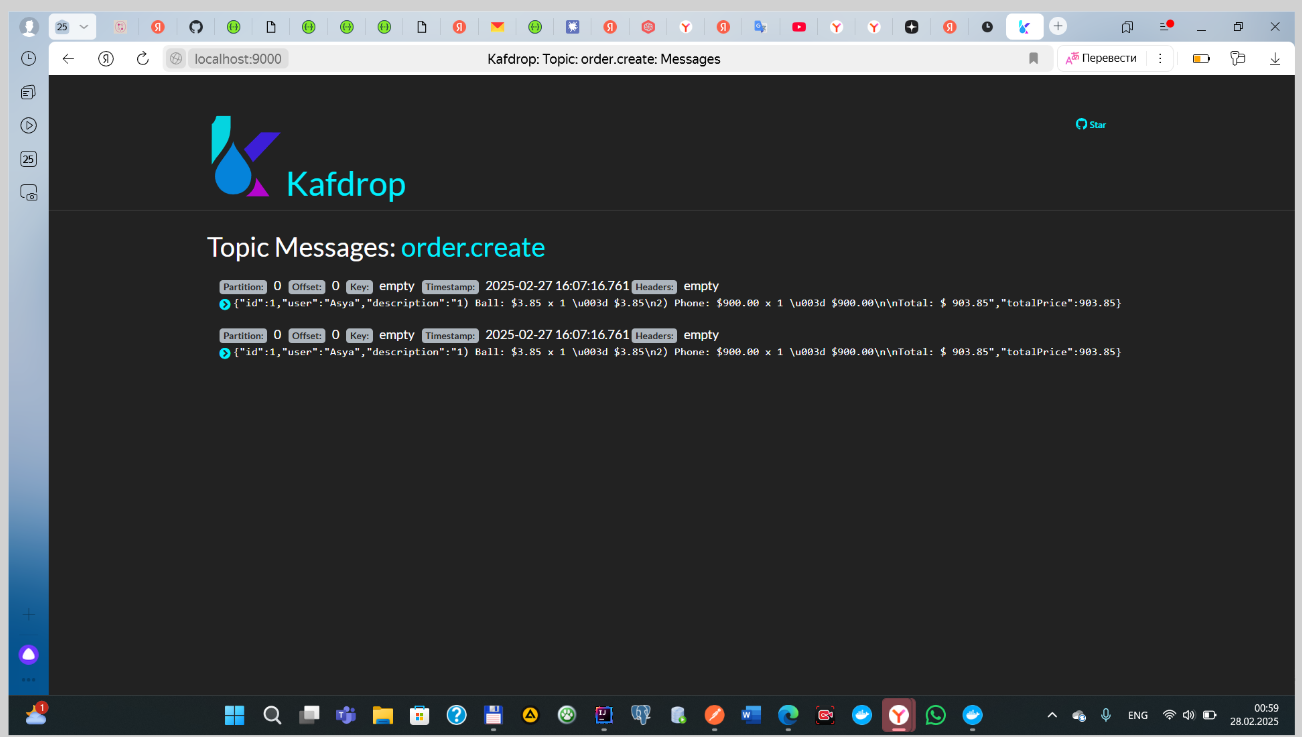 25
localhost:9000 Kafdrop: Topic: order.create: Messages Перевести
25
Star
Kafdrop
Topic Messages: order.create
Partition: 0 Offset: 0 Key: empty Timestamp: 2025-02-27 16:07:16.761 Headers: empty
{"id":1,"user":"Asya","description":"1) Ball: $3.85 x 1 \u003d $3.85\n2) Phone: $900.00 x 1 \u003d $900.00\n\nTotal: $ 903.85","totalPrice":903.85}
Partition: 0 Offset: 0 Key: empty Timestamp: 2025-02-27 16:07:16.761 Headers: empty
{"id":1,"user":"Asya","description":"1) Ball: $3.85 x 1 \u003d $3.85\n2) Phone: $900.00 x 1 \u003d $900.00\n\nTotal: $ 903.85","totalPrice":903.85}
1
ENG
00:59
28.02.2025